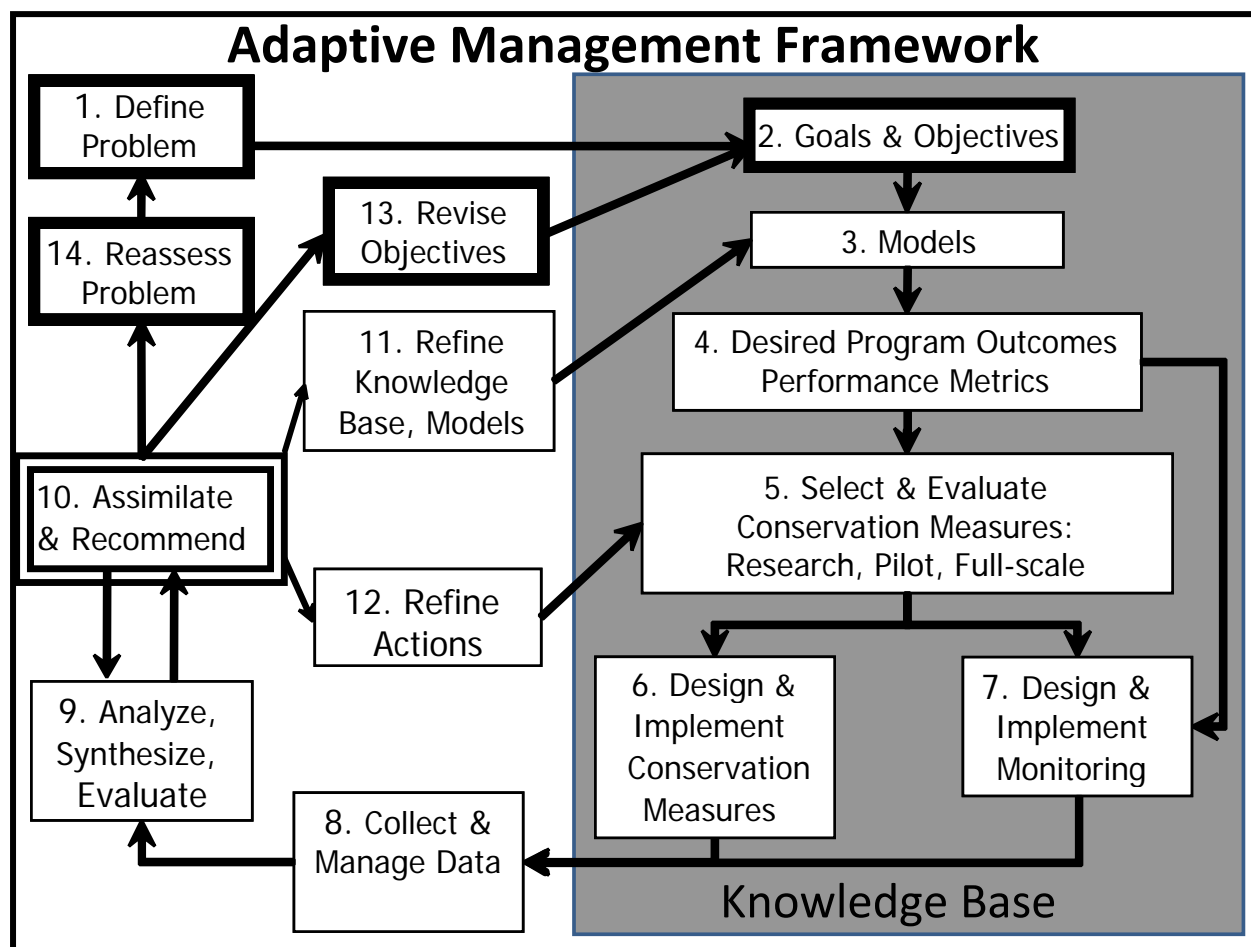 Adaptive Management Framework
1. Define
Problem
2. Goals & Objectives
13. Revise
Objectives
3. Models
14. Reassess
Problem
11. Refine
Knowledge
Base, Models
4. Desired Program Outcomes
Performance Metrics
10. Assimilate
& Recommend
5. Select & Evaluate
Conservation Measures:
Research, Pilot, Full-scale
12. Refine
Actions
6. Design &
Implement
Conservation
Measures
7. Design &
Implement
Monitoring
9. Analyze,
Synthesize,
Evaluate
8. Collect &
Manage Data
Knowledge Base